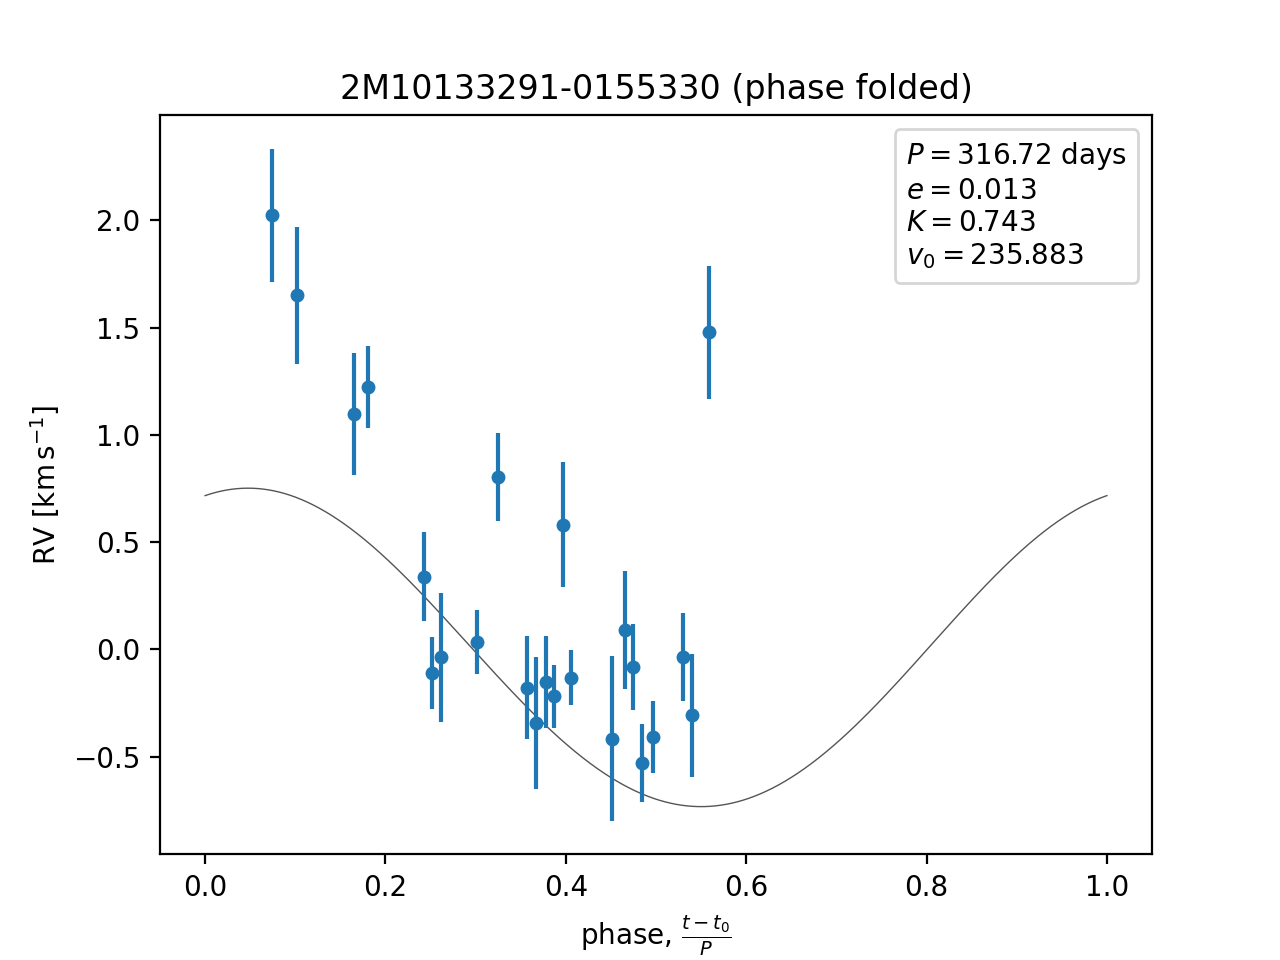 2M10133291-0155330 (phase folded)
P = 316.72 days
e = 0.013
K = 0.743
v₀ = 235.883
RV [km s⁻¹]
2.0
1.5
1.0
0.5
0.0
−0.5
0.0 0.2 0.4 0.6 0.8 1.0
phase, (t − t₀)/P